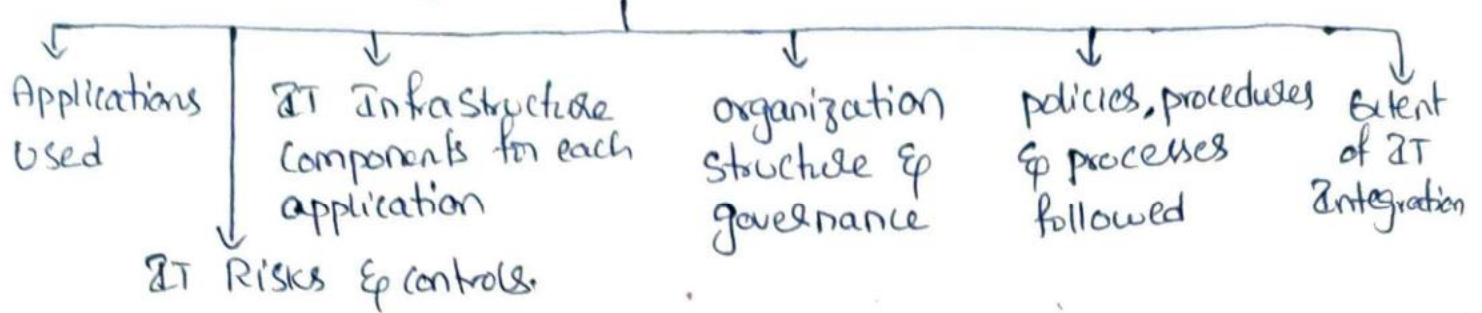 Applications
Used
IT Infrastructure
Components for each
application
organization
structure &
governance
policies, procedures
& processes
followed
Extent
of IT
Integration
IT Risks & controls.